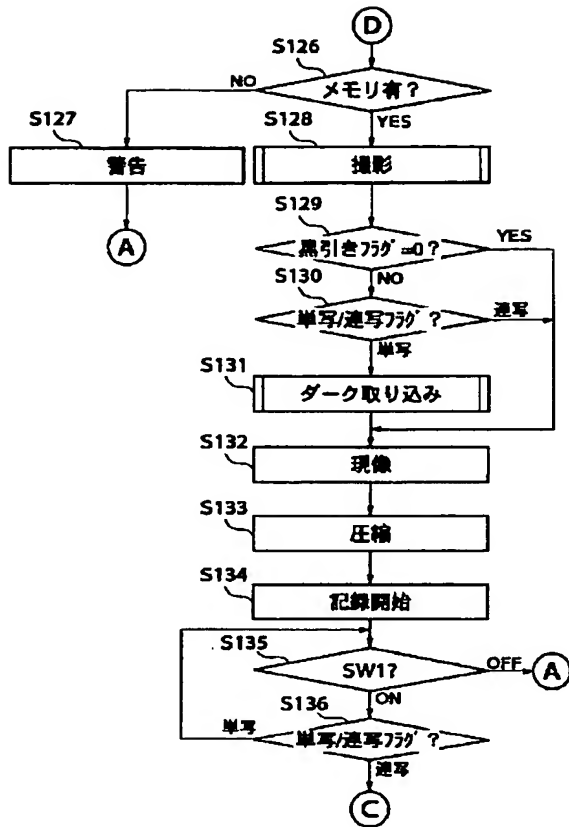 D
S126
メモリ有？
NO
YES
S127
警告
A
S128
撮影
S129
黒引きフラグ=0？
YES
NO
S130
単写/連写フラグ？
連写
単写
S131
ダーク取り込み
S132
現像
S133
圧縮
S134
記録開始
S135
SW1?
OFF
A
ON
S136
単写/連写フラグ？
単写
連写
C